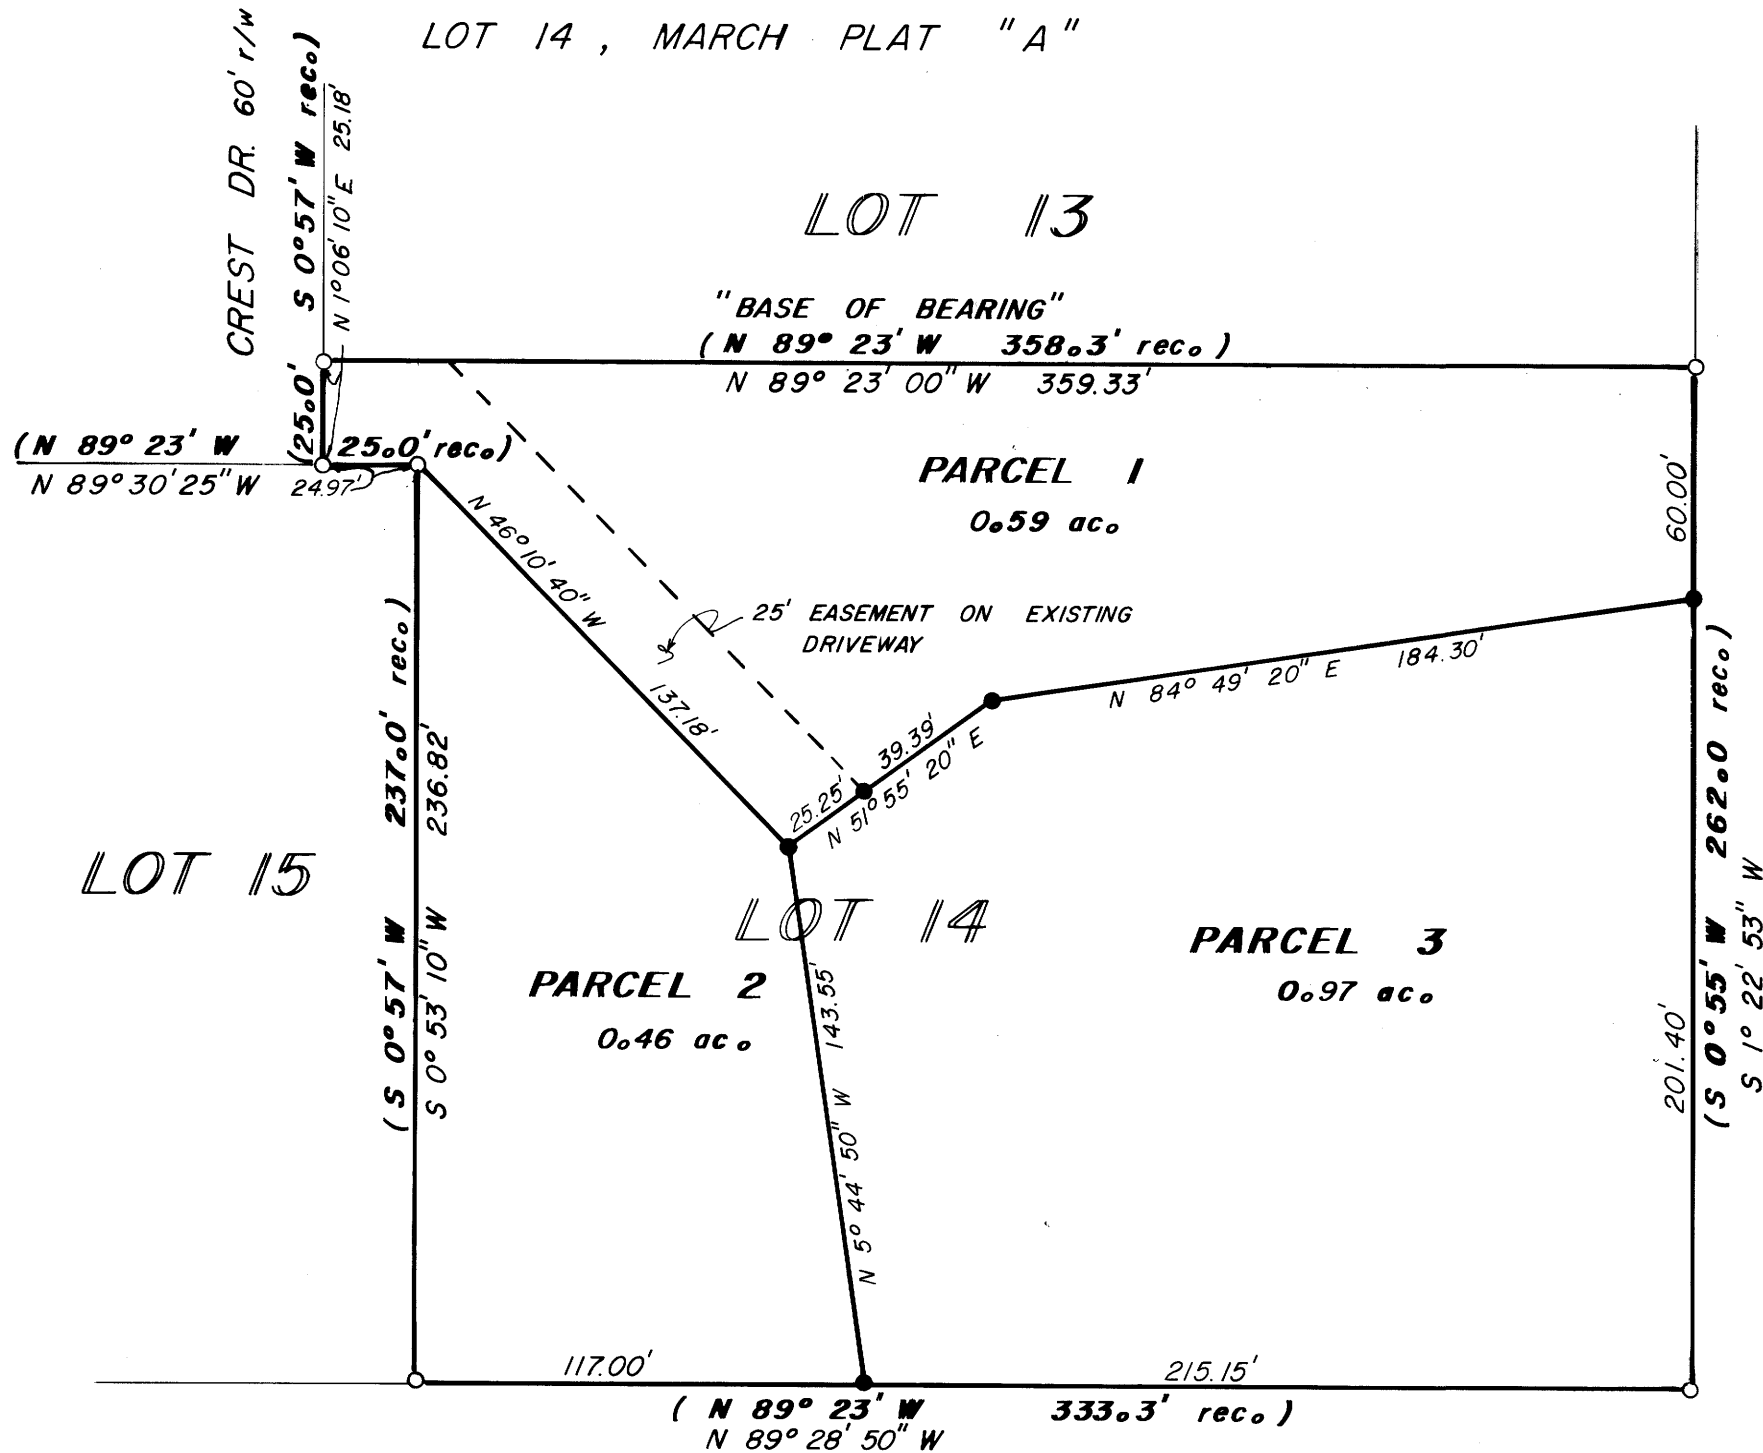 LOT 14, MARCH PLAT "A"
CREST DR. 60' r/w
(25.0' S 0°57' W rec.)
N 1°06'10" E 25.18'
LOT 13
"BASE OF BEARING"
(N 89° 23' W 358.3' rec.)
N 89° 23' 00" W 359.33'
(N 89° 23' W 25.0' rec.)
N 89°30'25" W 24.97'
PARCEL 1
0.59 ac.
60.00'
N 46°10'40" W
137.18'
25' EASEMENT ON EXISTING
DRIVEWAY
N 84° 49' 20" E 184.30'
39.39'
25.25'
N 51°55' 20" E
(S 0°57' W 237.0' rec.)
S 0°53'10" W 236.82'
LOT 15
LOT 14
PARCEL 2
0.46 ac.
N 5° 44' 50" W 143.55'
PARCEL 3
0.97 ac.
201.40'
(S 0°55' W 262.0 rec.)
S 1° 22' 53" W
117.00'
215.15'
(N 89° 23" W 333.3' rec.)
N 89° 28' 50" W